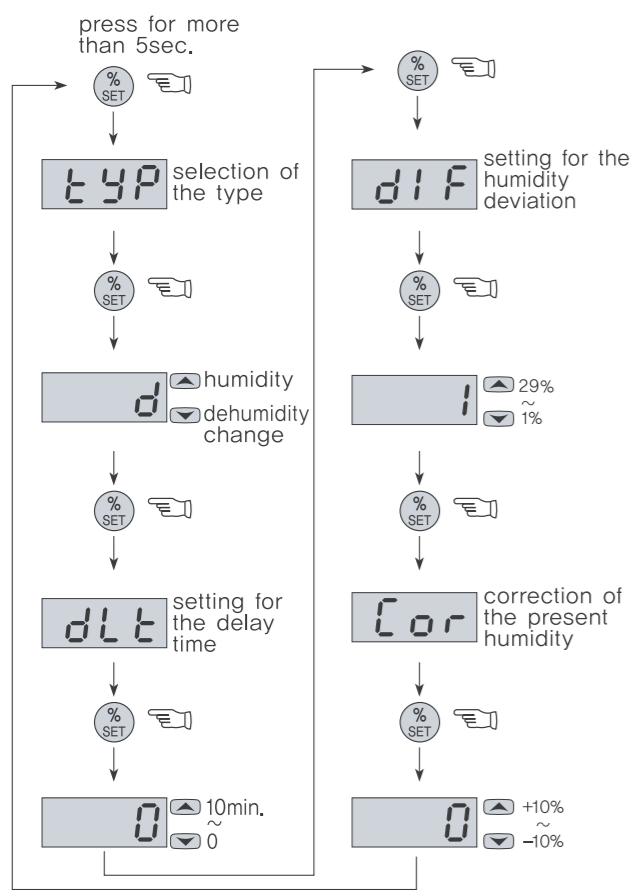 press for more
than 5sec.
%
SET
typ
selection of
the type
%
SET
d
humidity
dehumidity
change
%
SET
dLt
setting for
the delay
time
%
SET
0
10min.
~
0
%
SET
dIF
setting for the
humidity
deviation
%
SET
1
29%
~
1%
%
SET
Cor
correction of
the present
humidity
%
SET
0
+10%
~
-10%